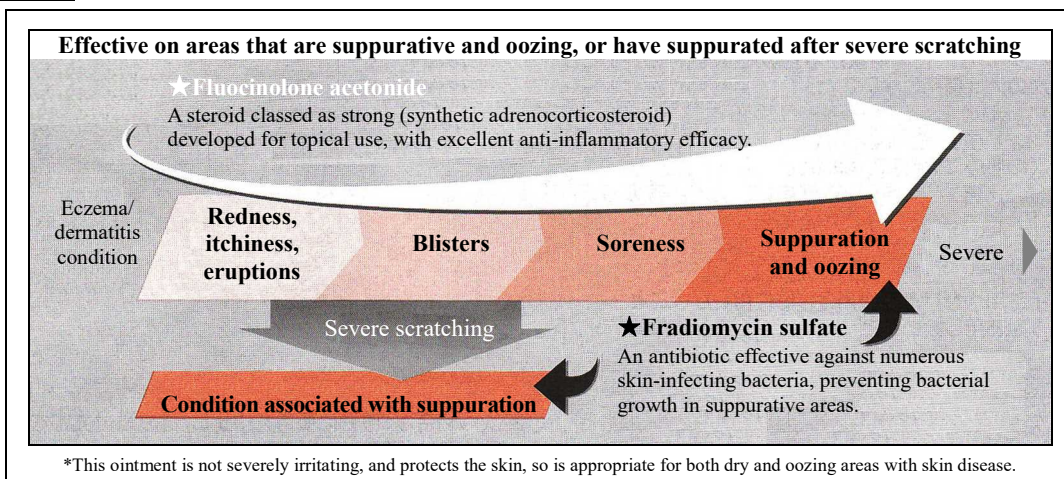 Effective on areas that are suppurative and oozing, or have suppurated after severe scratching
★Fluocinolone acetonide
A steroid classed as strong (synthetic adrenocorticosteroid)
developed for topical use, with excellent anti-inflammatory efficacy.
Eczema/
dermatitis
condition
Redness,
itchiness,
eruptions
Blisters
Soreness
Suppuration
and oozing
Severe
Severe scratching
★Fradiomycin sulfate
An antibiotic effective against numerous
skin-infecting bacteria, preventing bacterial
growth in suppurative areas.
Condition associated with suppuration
*This ointment is not severely irritating, and protects the skin, so is appropriate for both dry and oozing areas with skin disease.